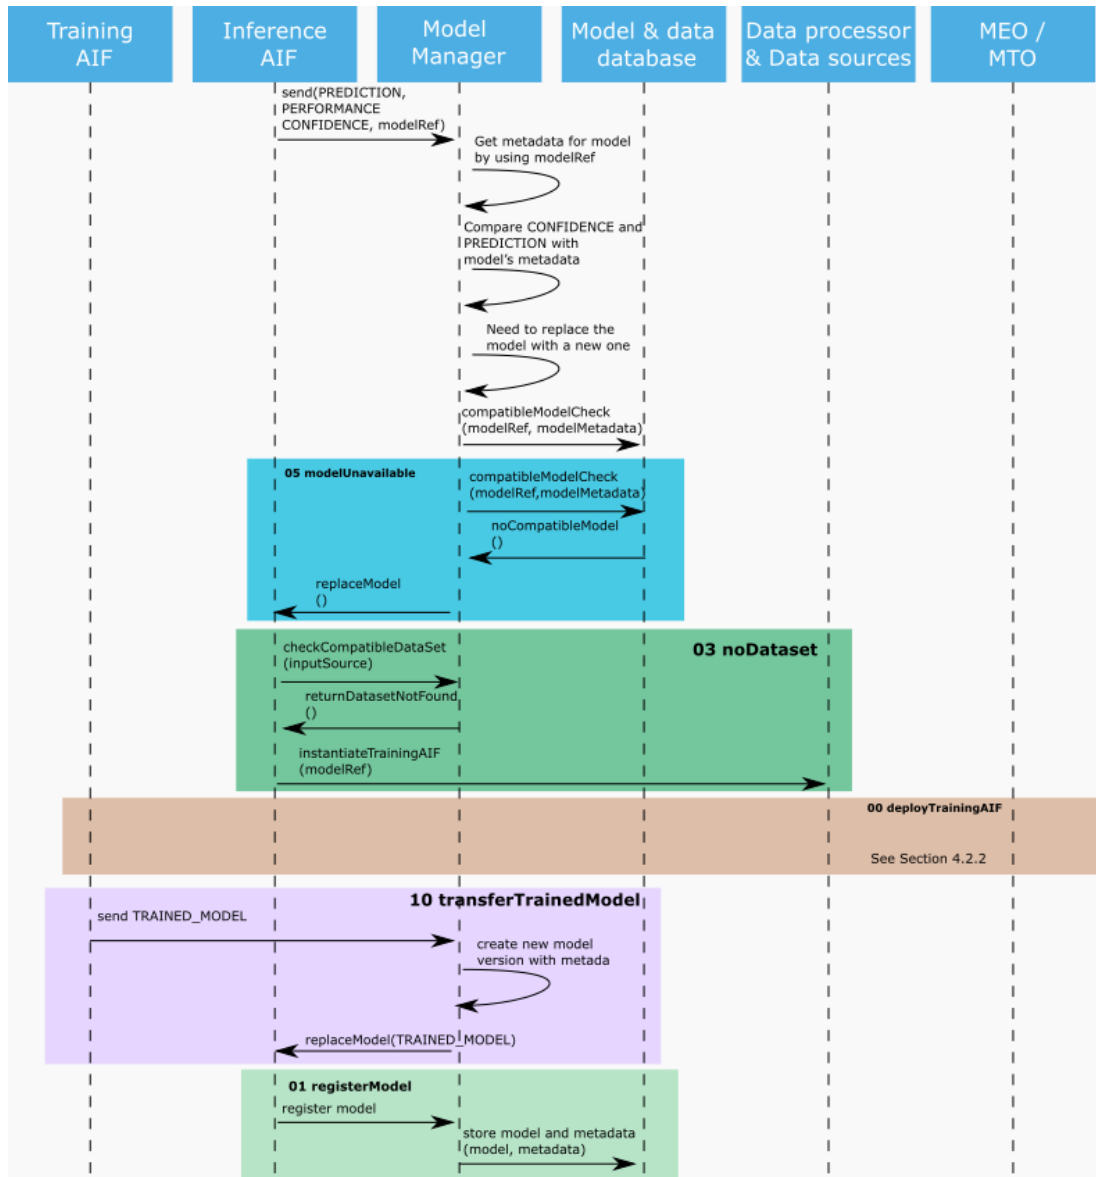 Training
AIF
Inference
AIF
Model
Manager
Model & data
database
Data processor
& Data sources
MEO /
MTO
send(PREDICTION,
PERFORMANCE
CONFIDENCE, modelRef)
Get metadata for model
by using modelRef
Compare CONFIDENCE and
PREDICTION with
model's metadata
Need to replace the
model with a new one
compatibleModelCheck
(modelRef, modelMetadata)
05 modelUnavailable
compatibleModelCheck
(modelRef,modelMetadata)
noCompatibleModel
()
replaceModel
()
03 noDataset
checkCompatibleDataSet
(inputSource)
returnDatasetNotFound
()
instantiateTrainingAIF
(modelRef)
00 deployTrainingAIF
See Section 4.2.2
10 transferTrainedModel
send TRAINED_MODEL
create new model
version with metada
replaceModel(TRAINED_MODEL)
01 registerModel
register model
store model and metadata
(model, metadata)